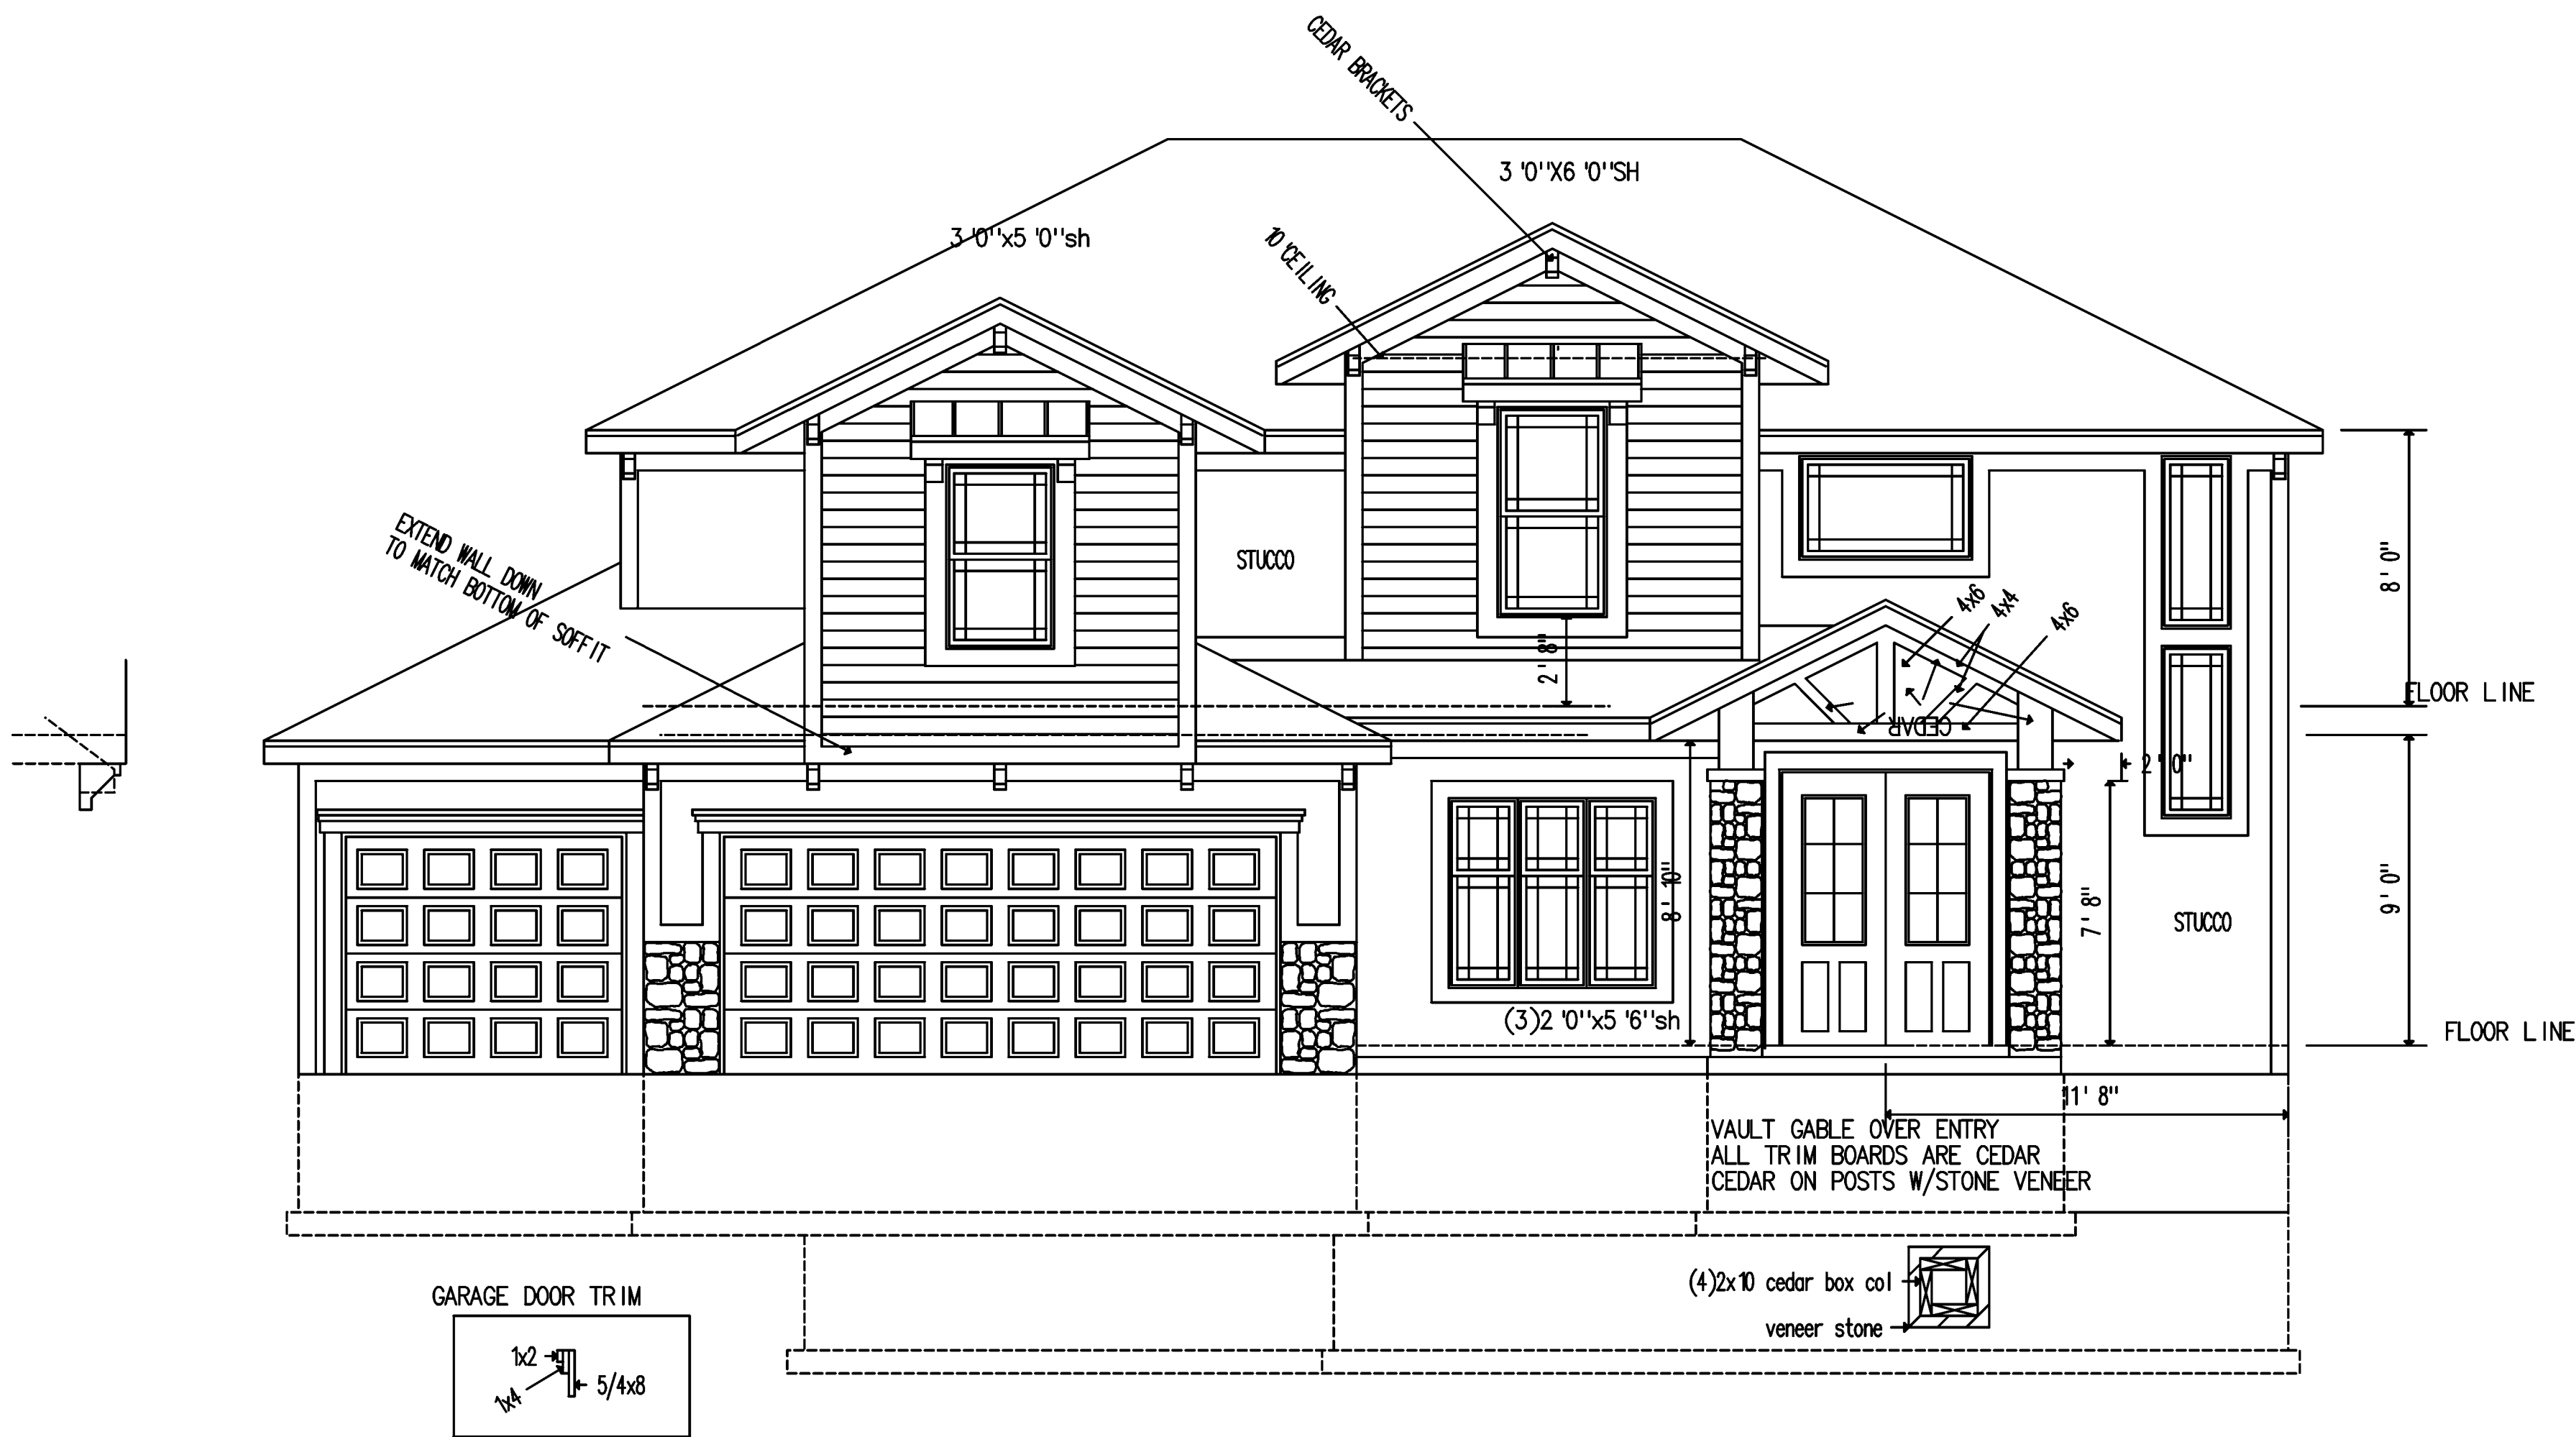 CEDAR BRACKETS
3 '0''X6 '0''SH
3 '0''x5 '0''sh
10 'CEILING
EXTEND WALL DOWN
TO MATCH BOTTOM OF SOFFIT
STUCCO
8' 0"
2' 8"
4x6
4x4
4x6
CEDAR
FLOOR LINE
2' 0"
8' 10"
7' 8"
9' 0"
STUCCO
(3)2 '0''x5 '6''sh
FLOOR LINE
11' 8"
VAULT GABLE OVER ENTRY
ALL TRIM BOARDS ARE CEDAR
CEDAR ON POSTS W/STONE VENEER
(4)2x10 cedar box col
veneer stone
GARAGE DOOR TRIM
1x2
1x4
5/4x8